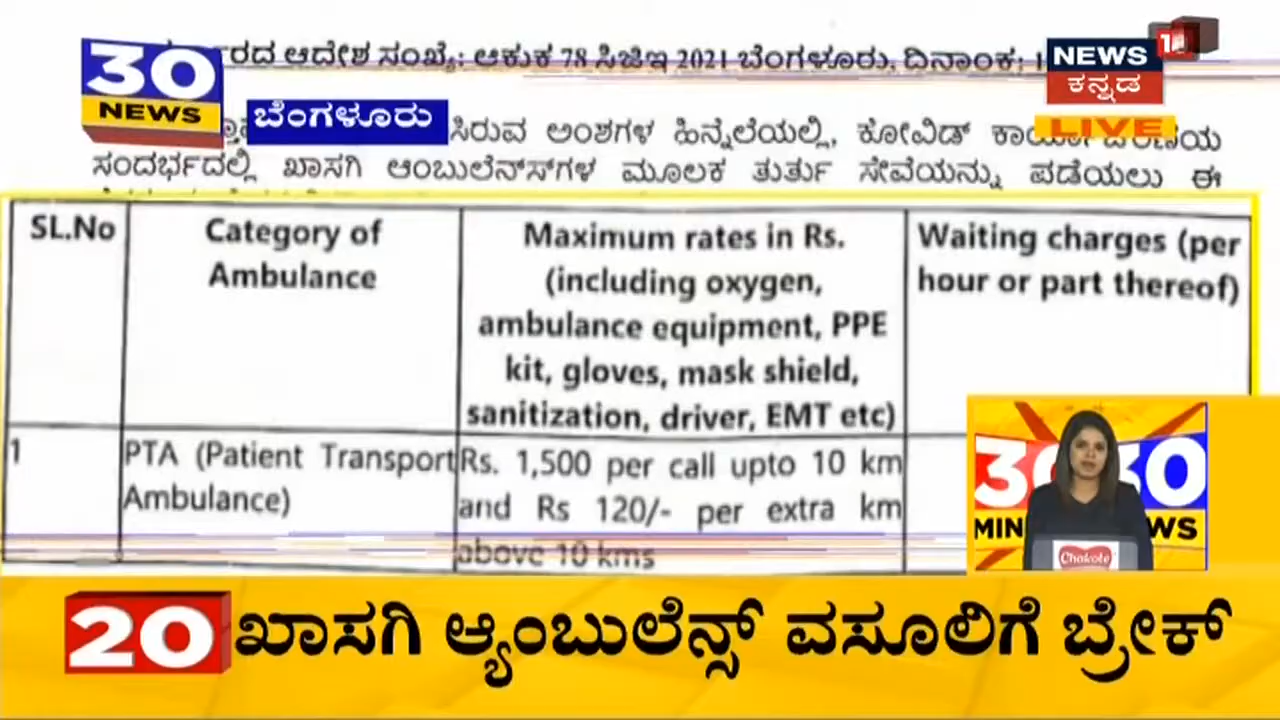 ಆದೇಶ ಸಂಖ್ಯೆ: ಆಕುಕ 78 ಸಿಜಿಇ 2021 ಬೆಂಗಳೂರು, ದಿನಾಂಕ:
30
NEWS
ಬೆಂಗಳೂರು
NEWS 18
ಕನ್ನಡ
LIVE
ಅಂಶಗಳ ಹಿನ್ನೆಲೆಯಲ್ಲಿ, ಕೋವಿಡ್
ಸಂದರ್ಭದಲ್ಲಿ ಖಾಸಗಿ ಆಂಬುಲೆನ್ಸ್‌ಗಳ ಮೂಲಕ ತುರ್ತು ಸೇವೆಯನ್ನು ಪಡೆಯಲು ಈ
SL.No
Category of
Ambulance
Maximum rates in Rs.
(including oxygen,
ambulance equipment, PPE
kit, gloves, mask shield,
sanitization, driver, EMT etc)
Waiting charges (per
hour or part thereof)
1
PTA (Patient Transport
Ambulance)
Rs. 1,500 per call upto 10 km
and Rs 120/- per extra km
above 10 kms
Chokole
20 ಖಾಸಗಿ ಆ್ಯಂಬುಲೆನ್ಸ್ ವಸೂಲಿಗೆ ಬ್ರೇಕ್